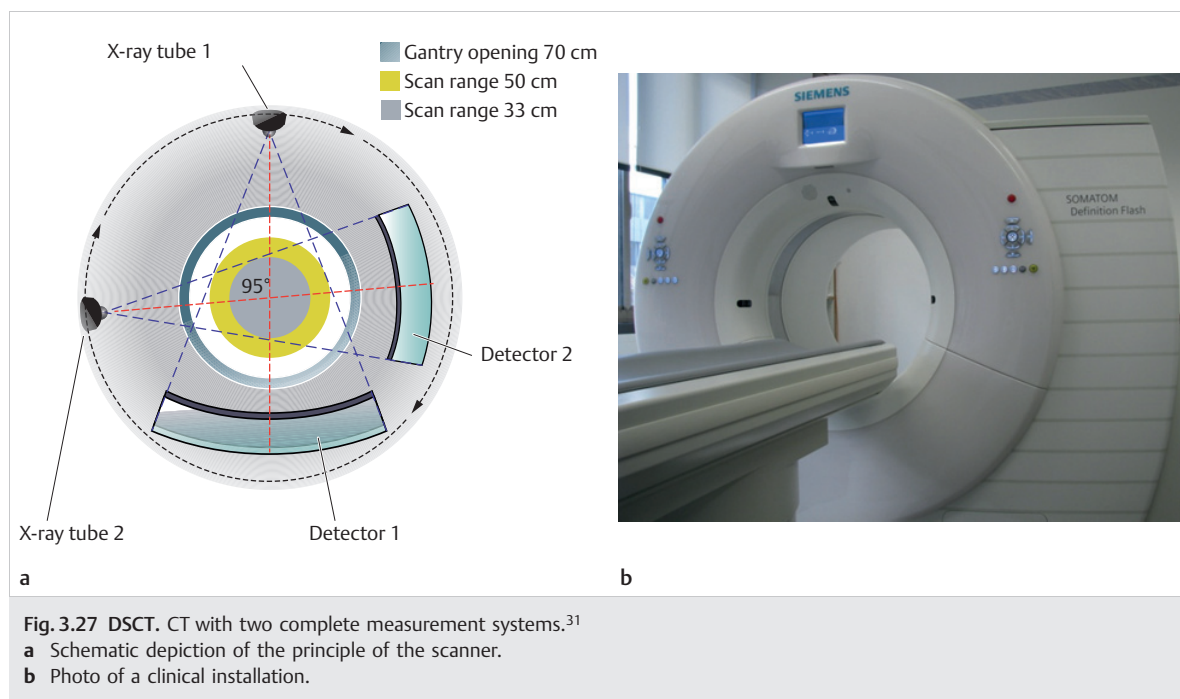 X-ray tube 1
Gantry opening 70 cm
Scan range 50 cm
Scan range 33 cm
95°
Detector 2
X-ray tube 2
Detector 1
a
SIEMENS
SOMATOM
Definition Flash
b
Fig. 3.27 DSCT. CT with two complete measurement systems.³¹
a Schematic depiction of the principle of the scanner.
b Photo of a clinical installation.